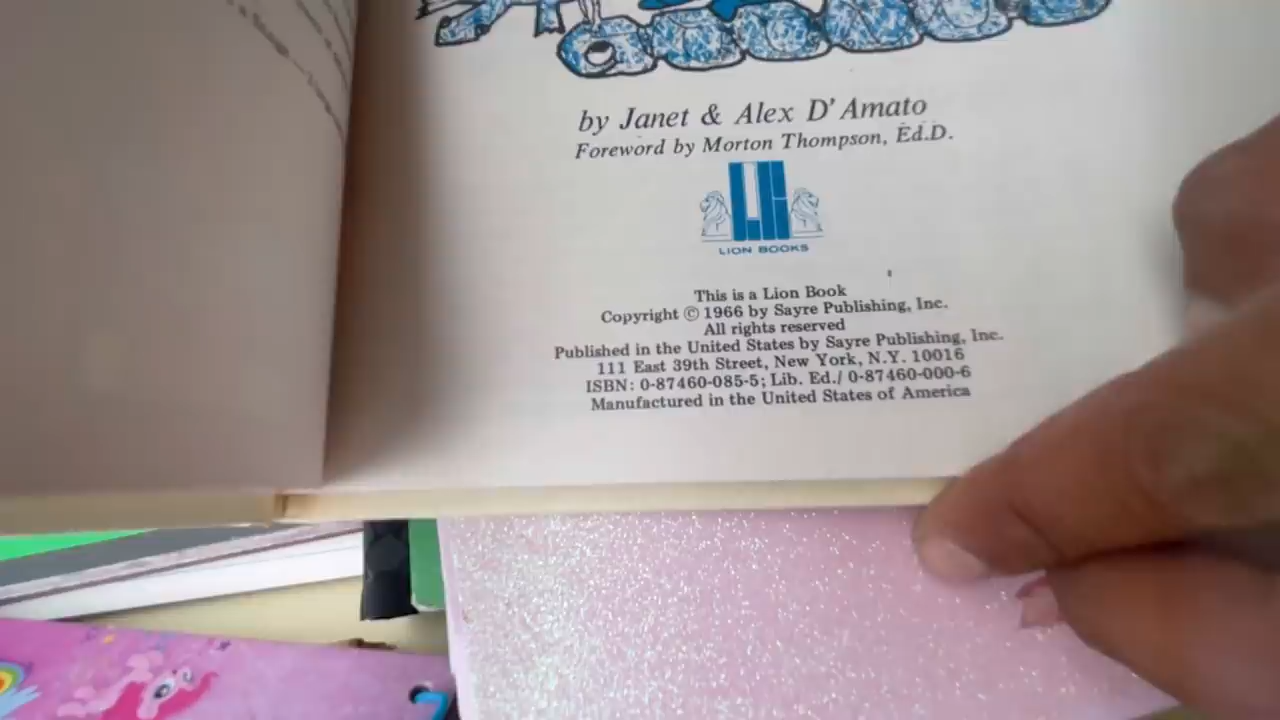 by Janet & Alex D'Amato
Foreword by Morton Thompson, Ed.D.
LION BOOKS
This is a Lion Book
Copyright © 1966 by Sayre Publishing, Inc.
All rights reserved
Published in the United States by Sayre Publishing, Inc.
111 East 39th Street, New York, N.Y. 10016
ISBN: 0-87460-085-5; Lib. Ed./ 0-87460-000-6
Manufactured in the United States of America